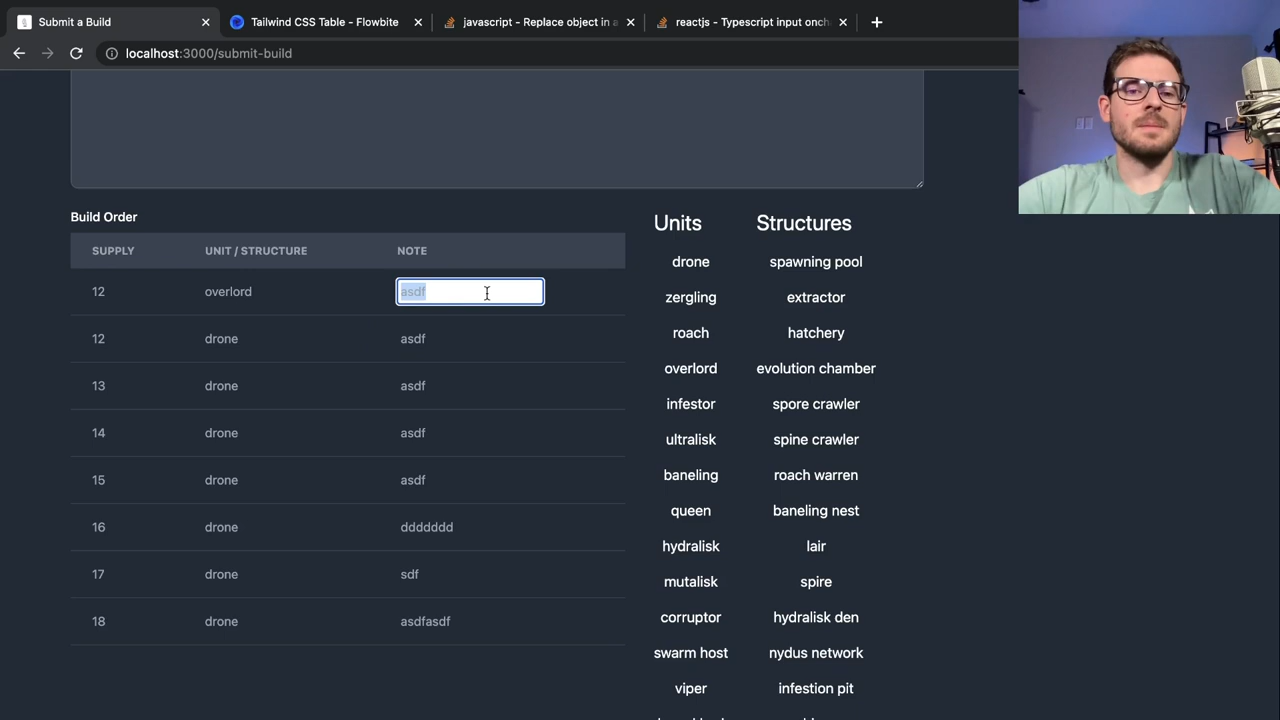 Submit a Build
Tailwind CSS Table - Flowbite
javascript - Replace object in a
reactjs - Typescript input onch
localhost:3000/submit-build
Build Order
SUPPLY UNIT / STRUCTURE NOTE
12 overlord asdf
12 drone asdf
13 drone asdf
14 drone asdf
15 drone asdf
16 drone ddddddd
17 drone sdf
18 drone asdfasdf
Units Structures
drone spawning pool
zergling extractor
roach hatchery
overlord evolution chamber
infestor spore crawler
ultralisk spine crawler
baneling roach warren
queen baneling nest
hydralisk lair
mutalisk spire
corruptor hydralisk den
swarm host nydus network
viper infestion pit